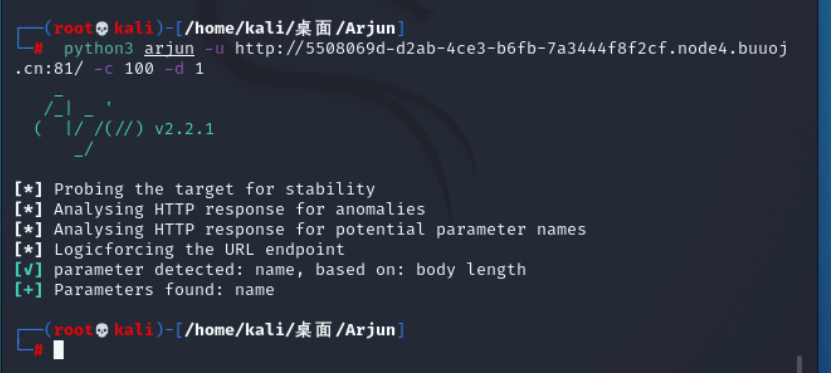 ┌──(root💀kali)-[/home/kali/桌面/Arjun]
└─# python3 arjun -u http://5508069d-d2ab-4ce3-b6fb-7a3444f8f2cf.node4.buuoj
.cn:81/ -c 100 -d 1
    _
   /_| _ '
  (  |/ /(//) v2.2.1
      _/
[*] Probing the target for stability
[*] Analysing HTTP response for anomalies
[*] Analysing HTTP response for potential parameter names
[*] Logicforcing the URL endpoint
[√] parameter detected: name, based on: body length
[+] Parameters found: name
┌──(root💀kali)-[/home/kali/桌面/Arjun]
└─#